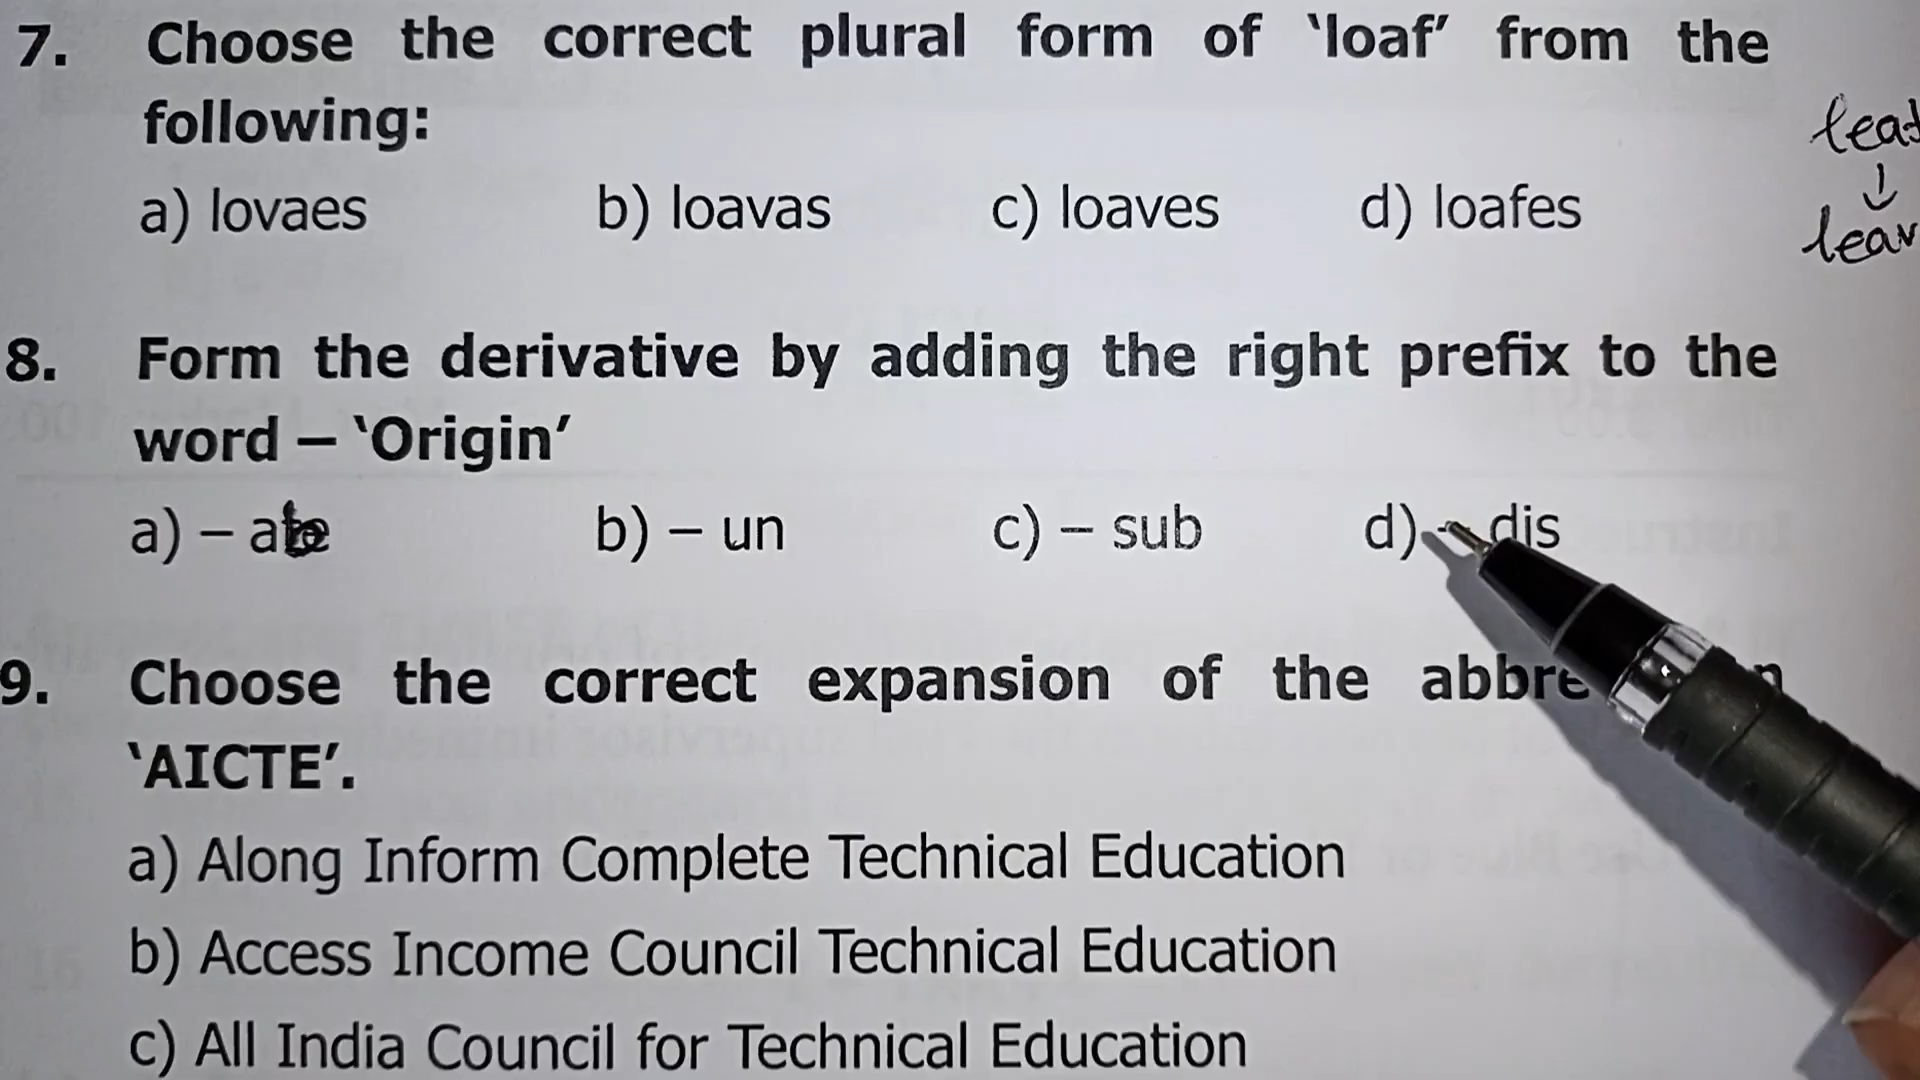 7. Choose the correct plural form of ‘loaf’ from the
following:
a) lovaes b) loavas c) loaves d) loafes
↓
8. Form the derivative by adding the right prefix to the
word – ‘Origin’
a) – b) – un c) – sub d) – dis
9. Choose the correct expansion of the
‘AICTE’.
a) Along Inform Complete Technical Education
b) Access Income Council Technical Education
c) All India Council for Technical Education